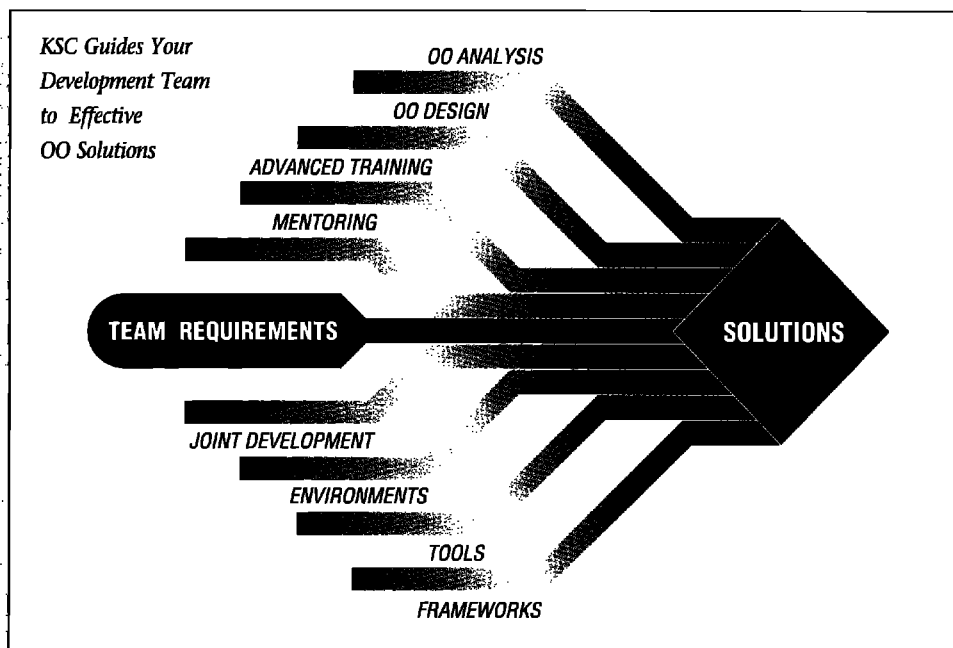 KSC Guides Your
Development Team
to Effective
OO Solutions
OO ANALYSIS
OO DESIGN
ADVANCED TRAINING
MENTORING
TEAM REQUIREMENTS
SOLUTIONS
JOINT DEVELOPMENT
ENVIRONMENTS
TOOLS
FRAMEWORKS